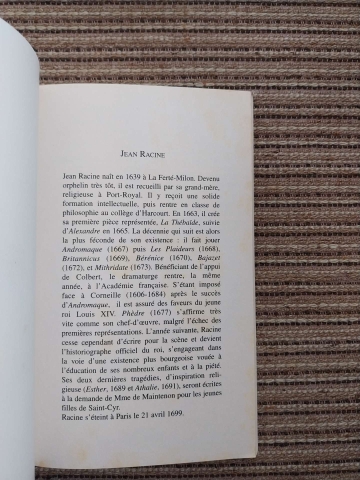 JEAN RACINE
Jean Racine naît en 1639 à La Ferté-Milon. Devenu
orphelin très tôt, il est recueilli par sa grand-mère,
religieuse à Port-Royal. Il y reçoit une solide
formation intellectuelle, puis rentre en classe de
philosophie au collège d'Harcourt. En 1663, il crée
sa première pièce représentée, La Thébaïde, suivie
d'Alexandre en 1665. La décennie qui suit est alors
la plus féconde de son existence : il fait jouer
Andromaque (1667) puis Les Plaideurs (1668),
Britannicus (1669), Bérénice (1670), Bajazet
(1672), et Mithridate (1673). Bénéficiant de l'appui
de Colbert, le dramaturge rentre, la même
année, à l'Académie française. S'étant imposé
face à Corneille (1606-1684) après le succès
d'Andromaque, il est assuré des faveurs du jeune
roi Louis XIV. Phèdre (1677) s'affirme très
vite comme son chef-d'œuvre, malgré l'échec des
premières représentations. L'année suivante, Racine
cesse cependant d'écrire pour la scène et devient
l'historiographe officiel du roi, s'engageant dans
la voie d'une existence plus bourgeoise vouée à
l'éducation de ses nombreux enfants et à la piété.
Ses deux dernières tragédies, d'inspiration reli-
gieuse (Esther, 1689 et Athalie, 1691), seront écrites
à la demande de Mme de Maintenon pour les jeunes
filles de Saint-Cyr.
Racine s'éteint à Paris le 21 avril 1699.